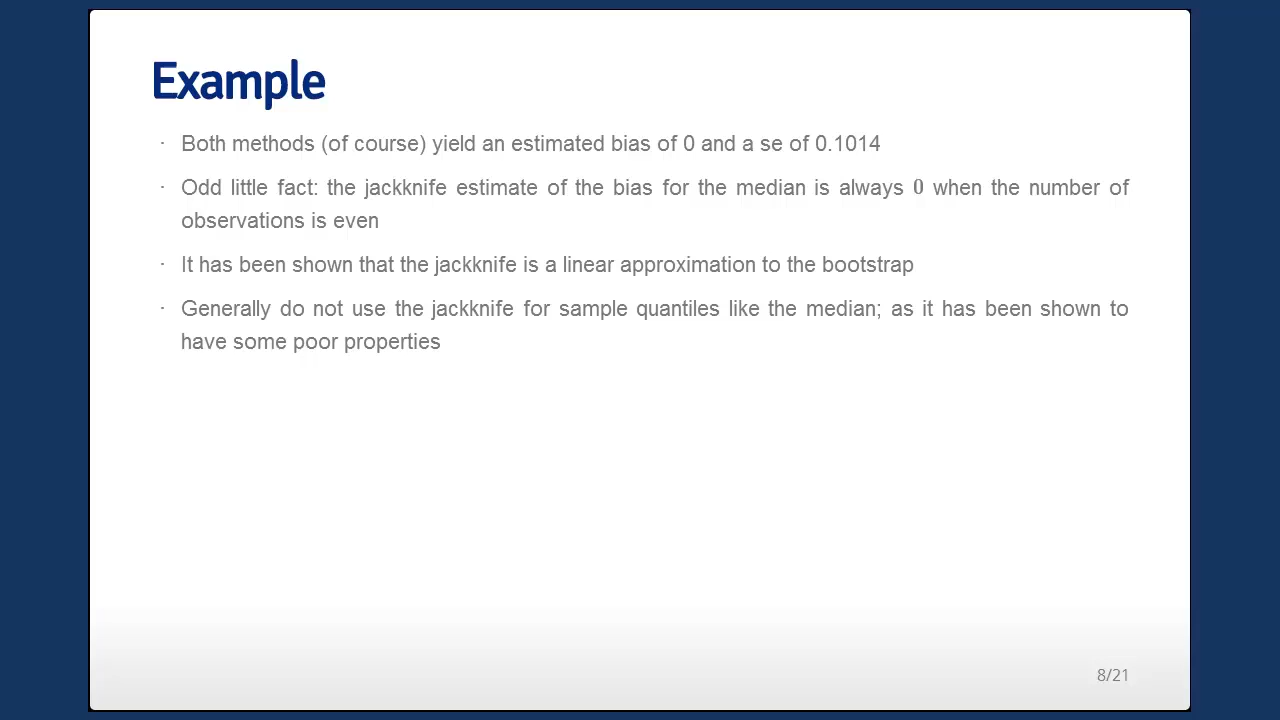 Example
· Both methods (of course) yield an estimated bias of 0 and a se of 0.1014
· Odd little fact: the jackknife estimate of the bias for the median is always 0 when the number of
observations is even
· It has been shown that the jackknife is a linear approximation to the bootstrap
· Generally do not use the jackknife for sample quantiles like the median; as it has been shown to
have some poor properties
8/21